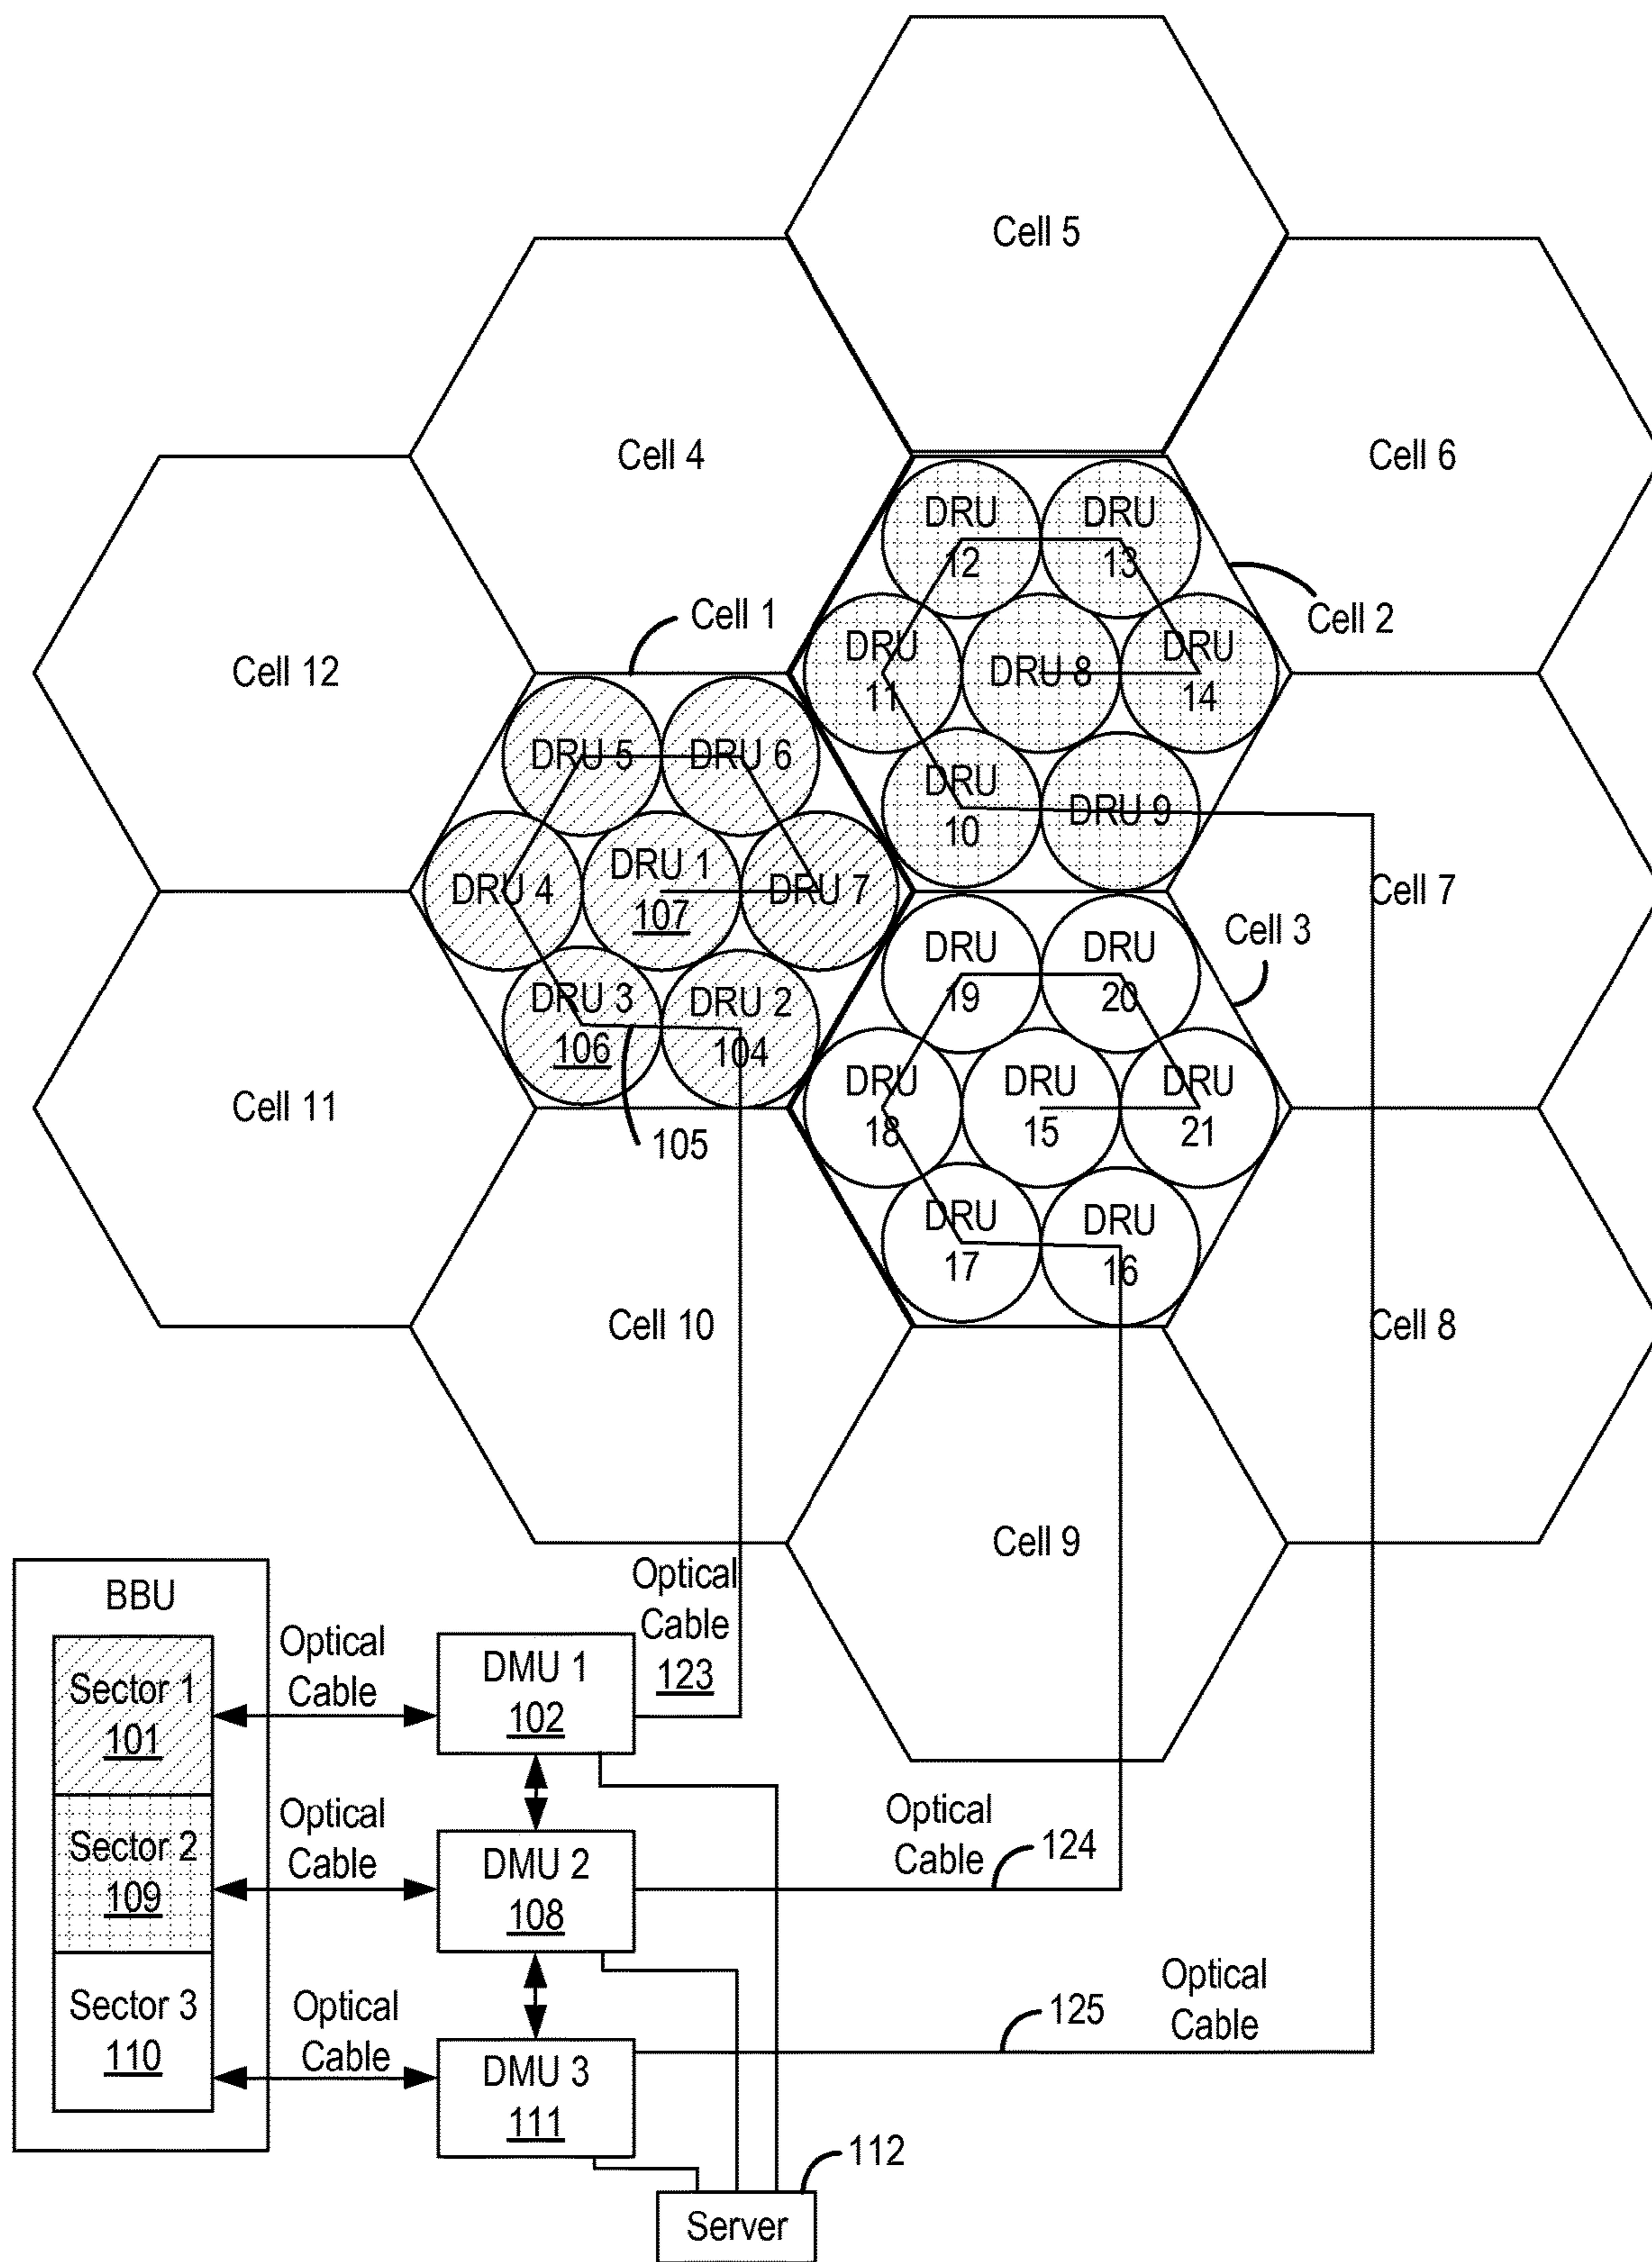 Cell 5
Cell 4
Cell 6
DRU
12
DRU
13
Cell 1
Cell 2
Cell 12
DRU
11
DRU 8
DRU
14
DRU 5
DRU 6
DRU
10
DRU 9
DRU 4
DRU 1
107
DRU 7
Cell 7
Cell 3
DRU
19
DRU
20
DRU 3
106
DRU 2
104
Cell 11
105
DRU
18
DRU
15
DRU
21
DRU
17
DRU
16
Cell 10
Cell 8
Cell 9
BBU
Optical
Cable
123
Sector 1
101
Optical
Cable
DMU 1
102
Sector 2
109
Optical
Cable
DMU 2
108
Optical
Cable
124
Sector 3
110
Optical
Cable
DMU 3
111
125
Optical
Cable
112
Server